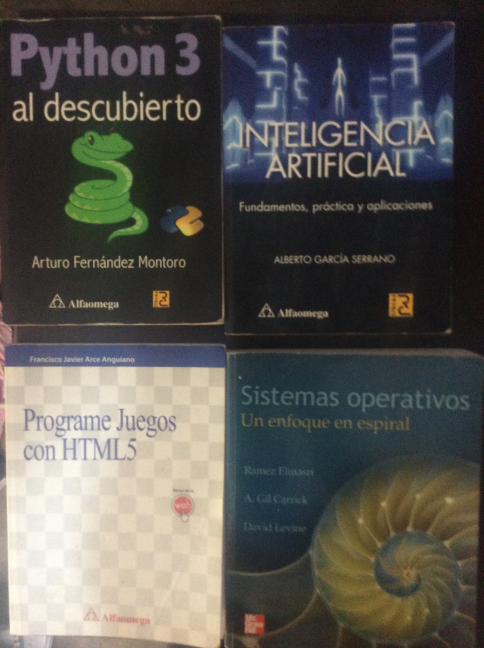 Python 3
al descubierto
Arturo Fernández Montoro
Alfaomega
RC
INTELIGENCIA
ARTIFICIAL
Fundamentos, práctica y aplicaciones
ALBERTO GARCÍA SERRANO
Alfaomega
RC
Francisco Javier Arce Anguiano
Programe Juegos
con HTML5
Alfaomega
Sistemas operativos
Un enfoque en espiral
Ramez Elmasri
A. Gil Carrick
David Levine